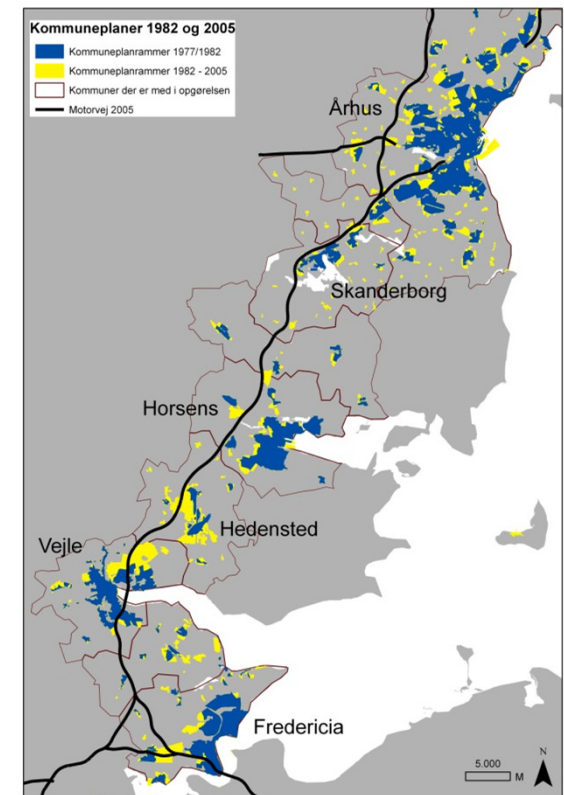 Kommuneplaner 1982 og 2005
Kommuneplanrammer 1977/1982
Kommuneplanrammer 1982 - 2005
Kommuner der er med i opgørelsen
Motorvej 2005
Århus
Skanderborg
Horsens
Hedensted
Vejle
Fredericia
5.000
M
N